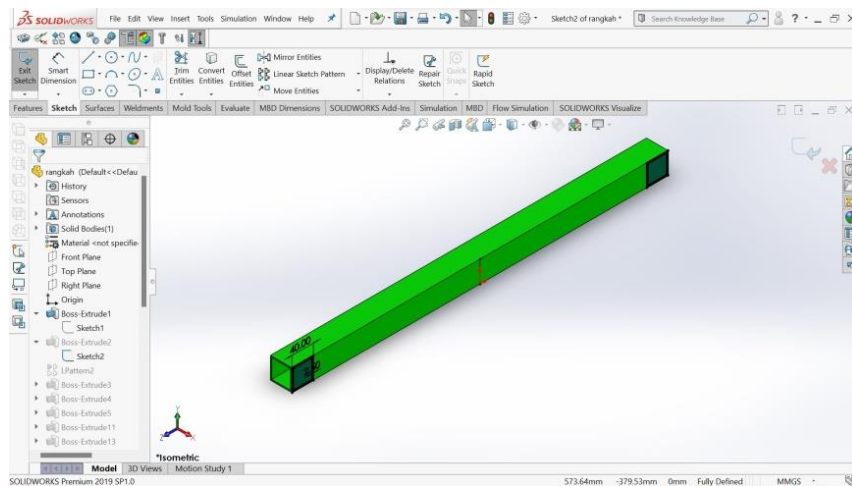 SOLIDWORKS File Edit View Insert Tools Simulation Window Help Sketch2 of rangkah * Search Knowledge Base
Exit Sketch
Smart Dimension
Trim Entities
Convert Entities
Offset Entities
Mirror Entities
Linear Sketch Pattern
Move Entities
Display/Delete Relations
Repair Sketch
Quick Snaps
Rapid Sketch
Features Sketch Surfaces Weldments Mold Tools Evaluate MBD Dimensions SOLIDWORKS Add-Ins Simulation MBD Flow Simulation SOLIDWORKS Visualize
rangkah (Default<<Defau
History
Sensors
Annotations
Solid Bodies(1)
Material <not specifie
Front Plane
Top Plane
Right Plane
Origin
Boss-Extrude1
Sketch1
Boss-Extrude2
Sketch2
LPattern2
Boss-Extrude3
Boss-Extrude4
Boss-Extrude5
Boss-Extrude11
Boss-Extrude13
40.00
*Isometric
Model 3D Views Motion Study 1
SOLIDWORKS Premium 2019 SP1.0 573.64mm -379.53mm 0mm Fully Defined MMGS